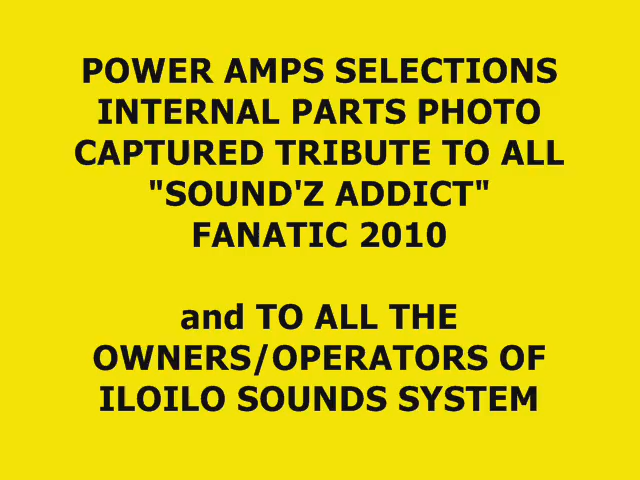 POWER AMPS SELECTIONS
INTERNAL PARTS PHOTO
CAPTURED TRIBUTE TO ALL
"SOUND'Z ADDICT"
FANATIC 2010
and TO ALL THE
OWNERS/OPERATORS OF
ILOILO SOUNDS SYSTEM